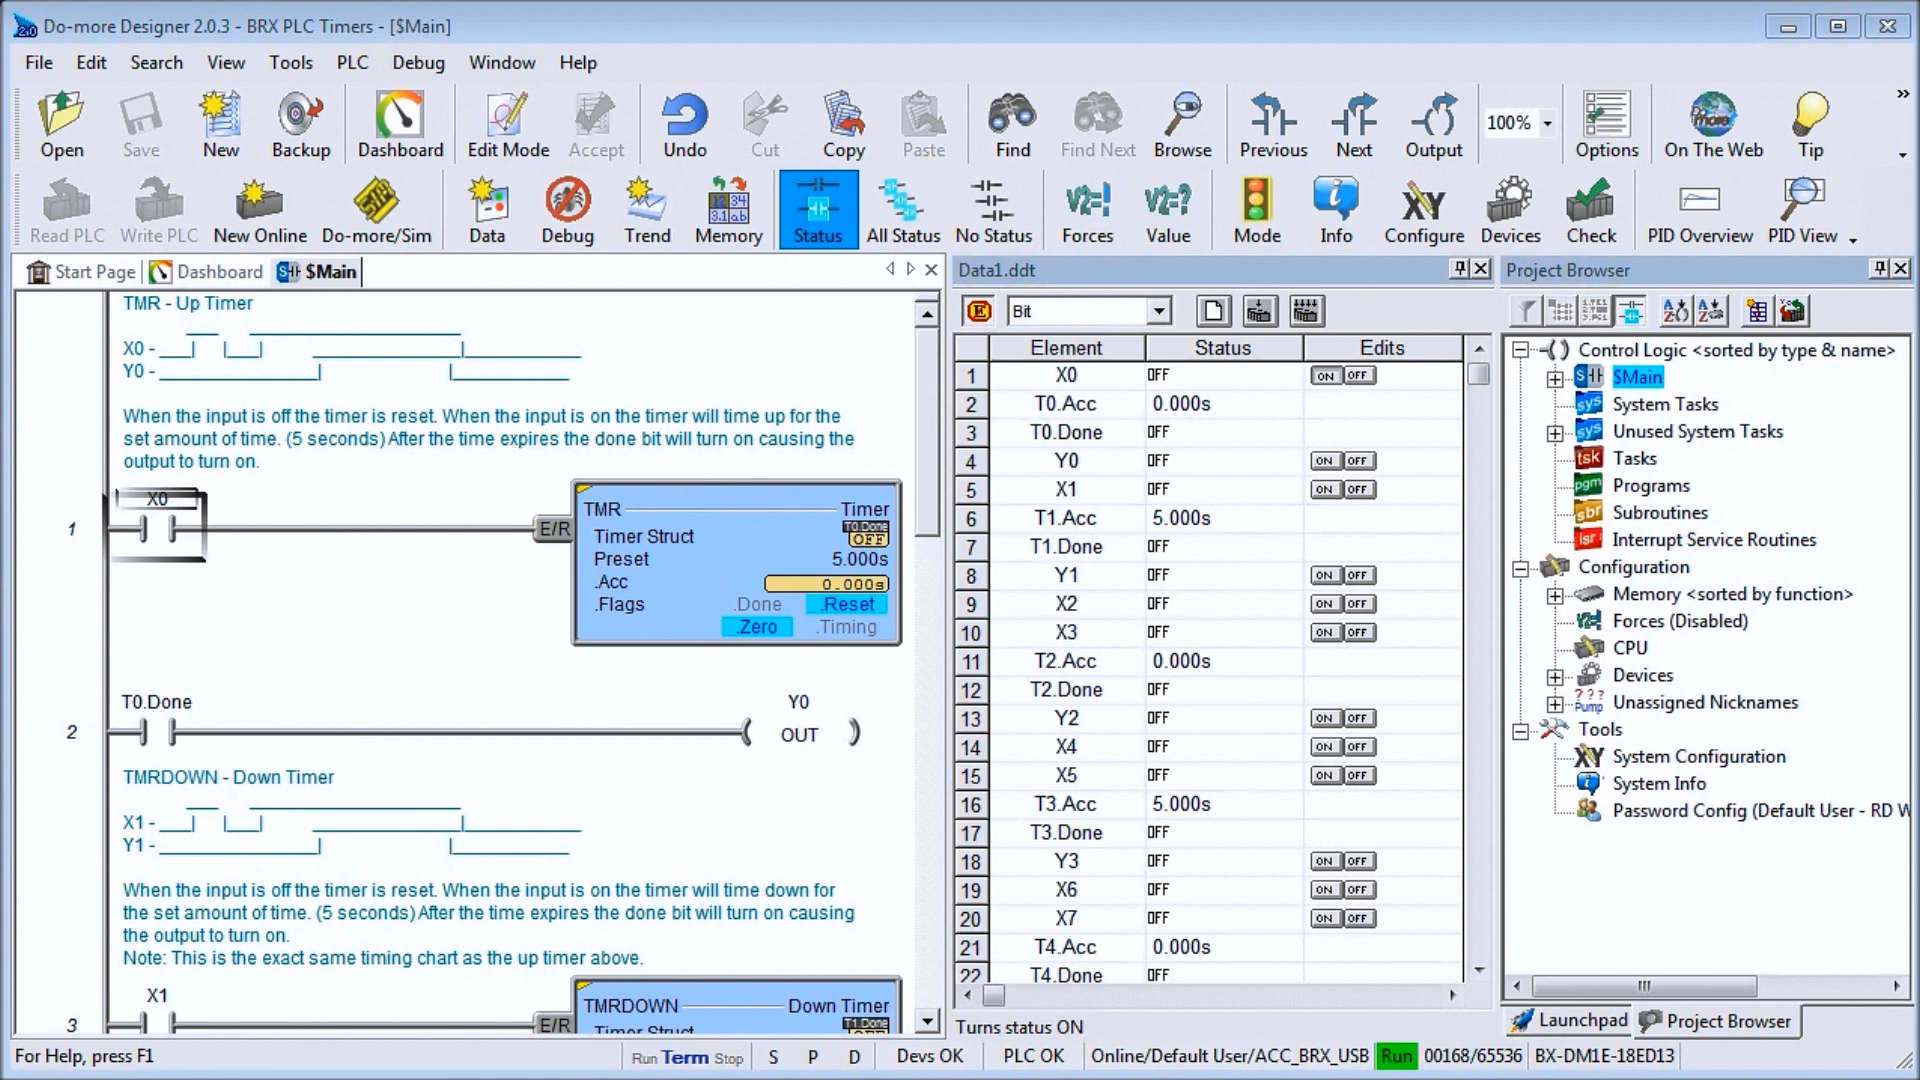 Do-more Designer 2.0.3 - BRX PLC Timers - [$Main]
File Edit Search View Tools PLC Debug Window Help
Open Save New Backup Dashboard Edit Mode Accept Undo Cut Copy Paste Find Find Next Browse Previous Next Output 100% Options On The Web Tip
Read PLC Write PLC New Online Do-more/Sim Data Debug Trend Memory Status All Status No Status Forces Value Mode Info Configure Devices Check PID Overview PID View
Start Page Dashboard $Main
TMR - Up Timer
X0 -
Y0 -
When the input is off the timer is reset. When the input is on the timer will time up for the
set amount of time. (5 seconds) After the time expires the done bit will turn on causing the
output to turn on.
X0
1
E/R
TMR Timer
Timer Struct T0.Done
OFF
Preset 5.000s
.Acc 0.000s
.Flags .Done .Reset
.Zero .Timing
T0.Done Y0
2 OUT
TMRDOWN - Down Timer
X1 -
Y1 -
When the input is off the timer is reset. When the input is on the timer will time down for
the set amount of time. (5 seconds) After the time expires the done bit will turn on causing
the output to turn on.
Note: This is the exact same timing chart as the up timer above.
X1
3
E/R
TMRDOWN Down Timer
Timer Struct T1.Done
Data1.ddt
Bit
Element Status Edits
1 X0 OFF ON OFF
2 T0.Acc 0.000s
3 T0.Done OFF
4 Y0 OFF ON OFF
5 X1 OFF ON OFF
6 T1.Acc 5.000s
7 T1.Done OFF
8 Y1 OFF ON OFF
9 X2 OFF ON OFF
10 X3 OFF ON OFF
11 T2.Acc 0.000s
12 T2.Done OFF
13 Y2 OFF ON OFF
14 X4 OFF ON OFF
15 X5 OFF ON OFF
16 T3.Acc 5.000s
17 T3.Done OFF
18 Y3 OFF ON OFF
19 X6 OFF ON OFF
20 X7 OFF ON OFF
21 T4.Acc 0.000s
22 T4.Done OFF
Turns status ON
Project Browser
Control Logic <sorted by type & name>
$Main
System Tasks
Unused System Tasks
Tasks
Programs
Subroutines
Interrupt Service Routines
Configuration
Memory <sorted by function>
Forces (Disabled)
CPU
Devices
Unassigned Nicknames
Tools
System Configuration
System Info
Password Config (Default User - RD W
Launchpad Project Browser
For Help, press F1 Run Term Stop S P D Devs OK PLC OK Online/Default User/ACC_BRX_USB Run 00168/65536 BX-DM1E-18ED13